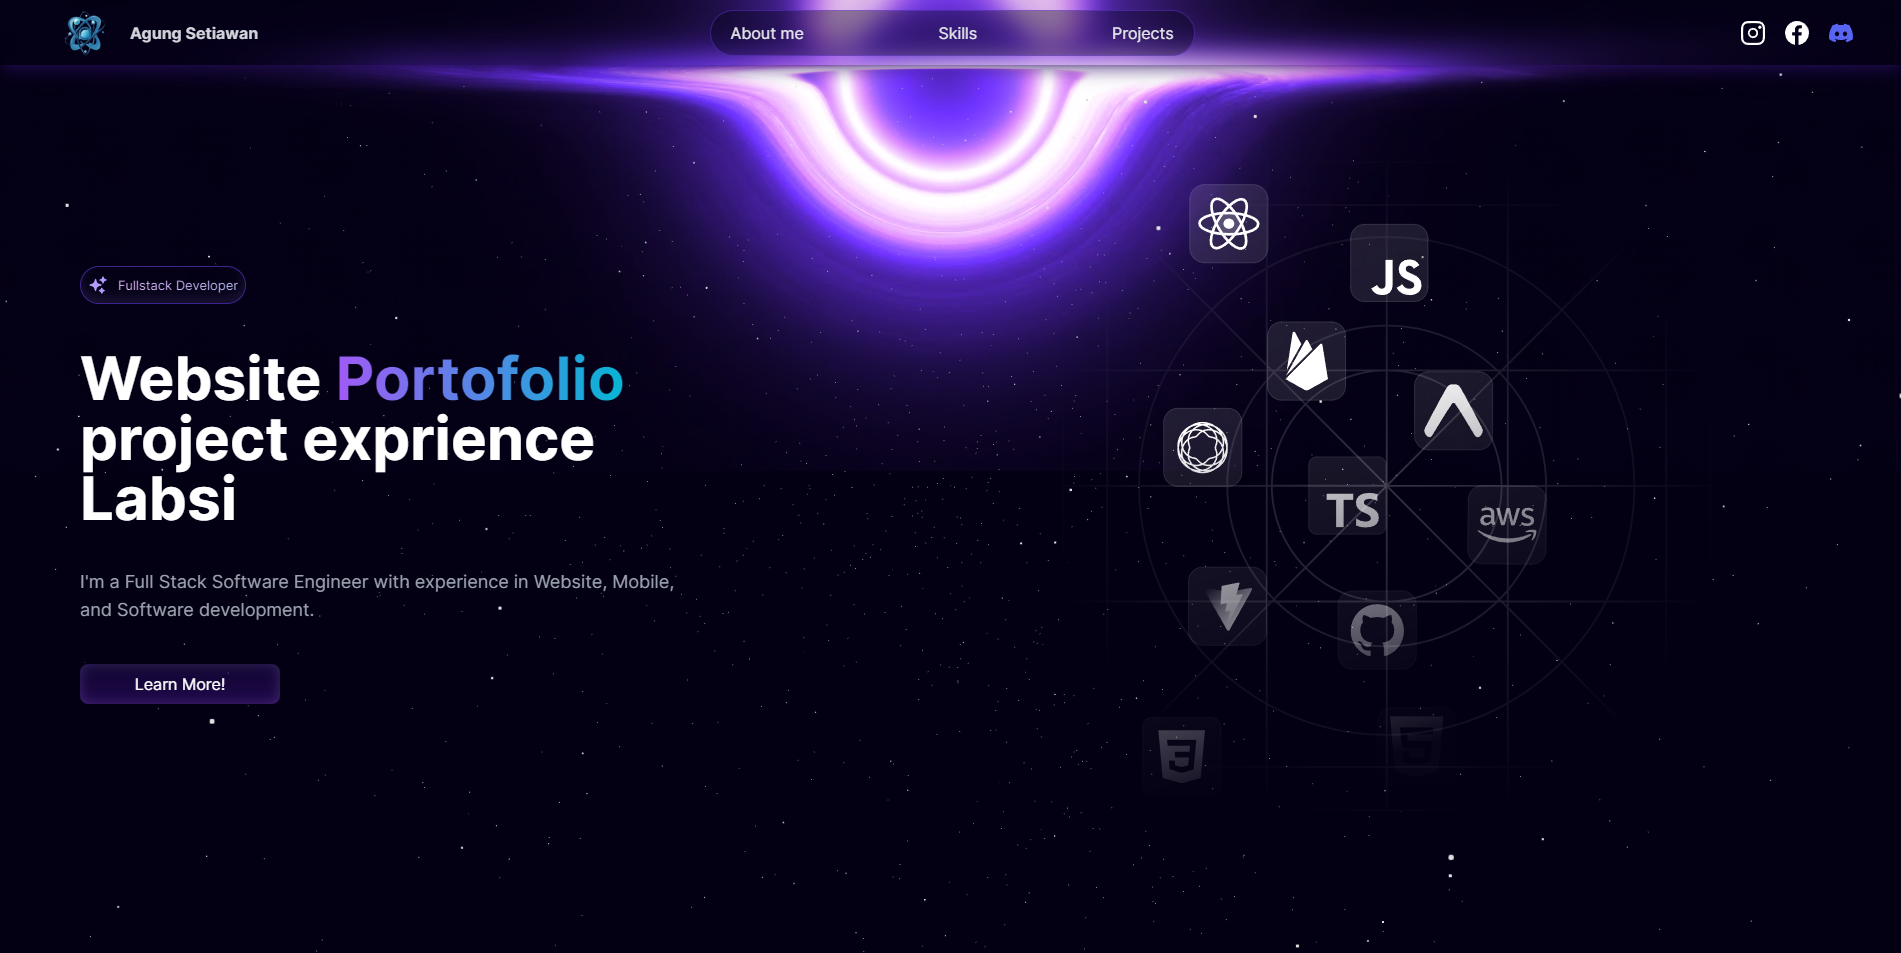 Agung Setiawan
About me
Skills
Projects
Fullstack Developer
Website Portofolio
project exprience
Labsi
I'm a Full Stack Software Engineer with experience in Website, Mobile,
and Software development.
Learn More!
JS
TS
aws